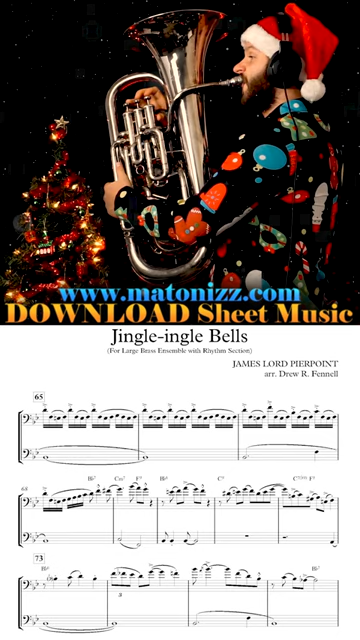 www.matonizz.com
DOWNLOAD Sheet Music
Jingle-ingle Bells
(For Large Brass Ensemble with Rhythm Section)
JAMES LORD PIERPOINT
arr. Drew R. Fennell
65
68
73